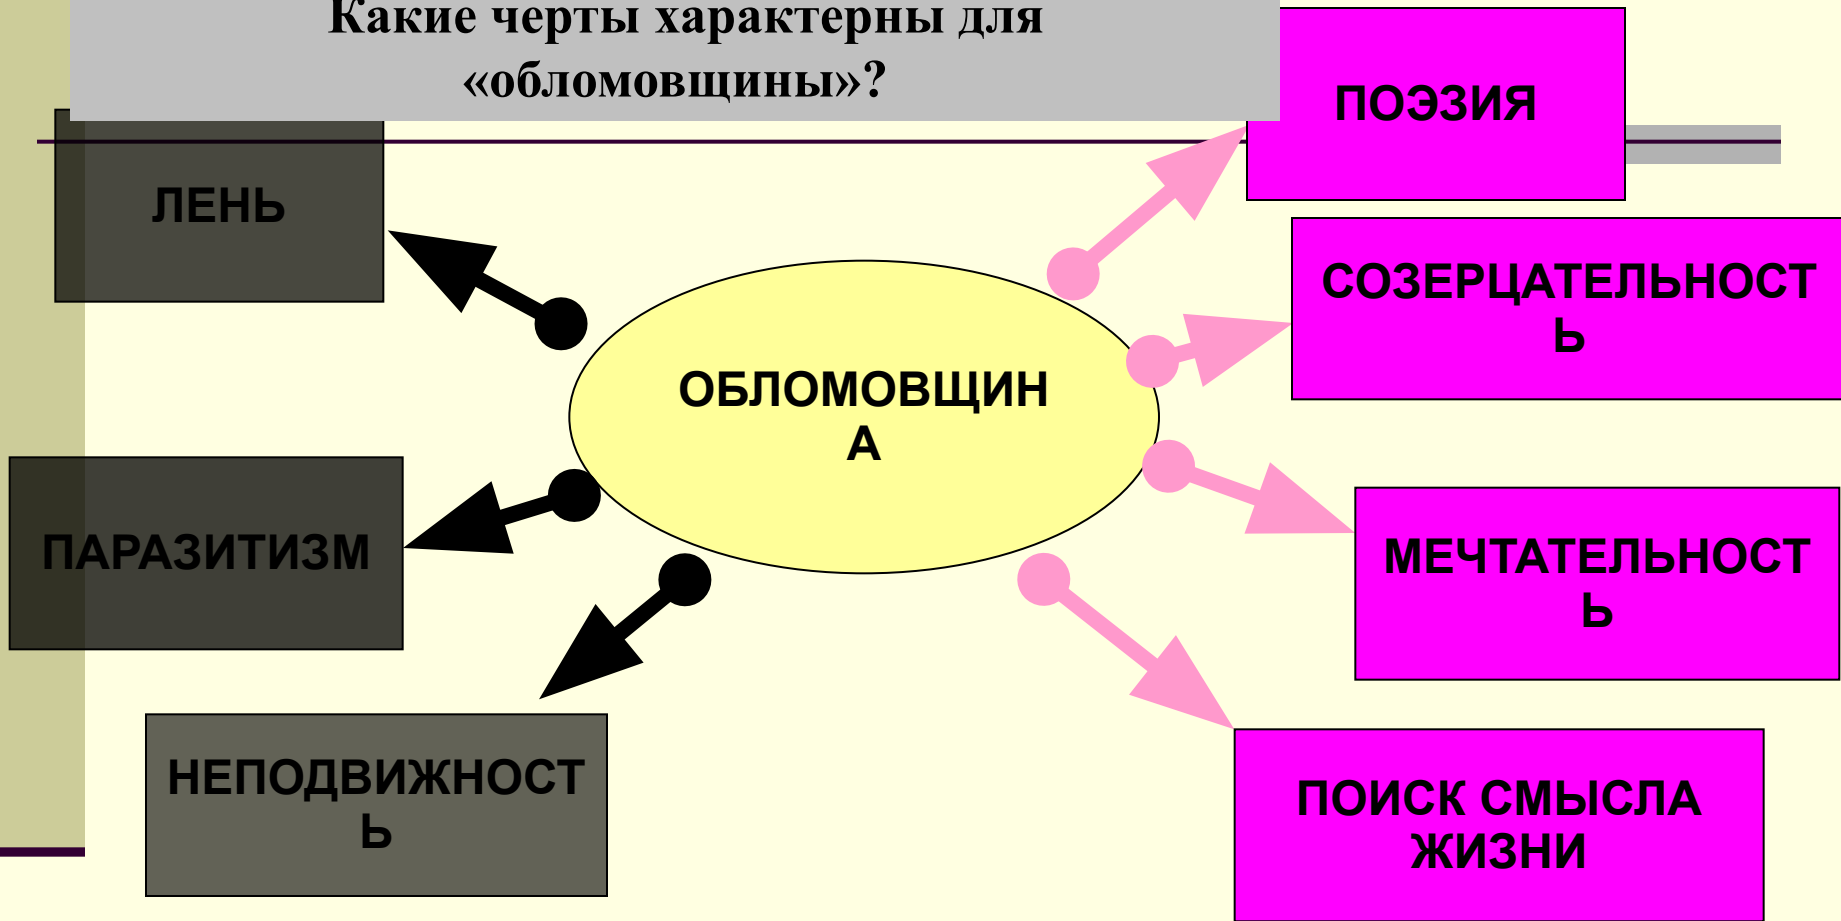 Какие черты характерны для
«обломовщины»?
ПОЭЗИЯ
ЛЕНЬ
СОЗЕРЦАТЕЛЬНОСТ
Ь
ОБЛОМОВЩИН
А
ПАРАЗИТИЗМ
МЕЧТАТЕЛЬНОСТ
Ь
НЕПОДВИЖНОСТ
Ь
ПОИСК СМЫСЛА
ЖИЗНИ